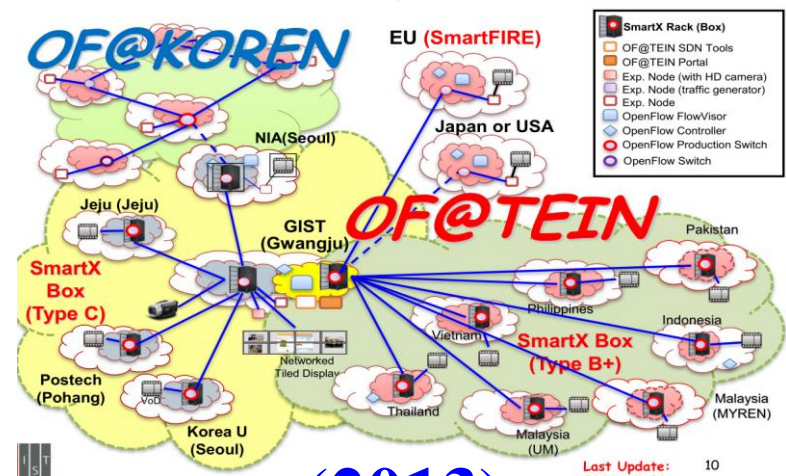 OF@KOREN
EU (SmartFIRE)
SmartX Rack (Box)
OF@TEIN SDN Tools
OF@TEIN Portal
Exp. Node (with HD camera)
Exp. Node (traffic generator)
Exp. Node
OpenFlow FlowVisor
OpenFlow Controller
OpenFlow Production Switch
OpenFlow Switch
Japan or USA
NIA(Seoul)
Jeju (Jeju)
GIST
(Gwangju)
OF@TEIN
Pakistan
SmartX
Box
(Type C)
Philippines
Indonesia
Vietnam
SmartX Box
(Type B+)
Networked
Tiled Display
Postech
(Pohang)
VoD
Korea U
(Seoul)
Thailand
Malaysia
(UM)
Malaysia
(MYREN)
I S T
(2013)
Last Update: 10